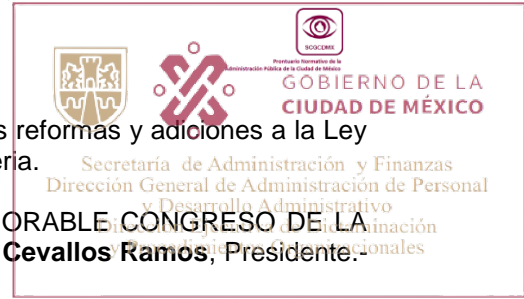 SCGCDMX
Prontuario Normativo de la
Administración Pública de la Ciudad de México
GOBIERNO DE LA
CIUDAD DE MÉXICO
s reformas y adiciones a la Ley
eria.
Secretaría de Administración y Finanzas
Dirección General de Administración de Personal
y Desarrollo Administrativo
ORABLE CONGRESO DE LA
Dirección Ejecutiva de Dictaminación
Cevallos Ramos, Presidente.-
y Procedimientos Organizacionales